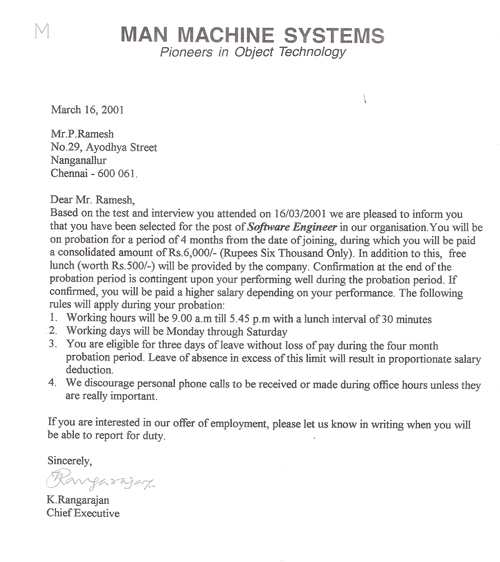 M
MAN MACHINE SYSTEMS
Pioneers in Object Technology
March 16, 2001
Mr.P.Ramesh
No.29, Ayodhya Street
Nanganallur
Chennai - 600 061.
Dear Mr. Ramesh,
Based on the test and interview you attended on 16/03/2001 we are pleased to inform you
that you have been selected for the post of Software Engineer in our organisation.You will be
on probation for a period of 4 months from the date of joining, during which you will be paid
a consolidated amount of Rs.6,000/- (Rupees Six Thousand Only). In addition to this, free
lunch (worth Rs.500/-) will be provided by the company. Confirmation at the end of the
probation period is contingent upon your performing well during the probation period. If
confirmed, you will be paid a higher salary depending on your performance. The following
rules will apply during your probation:
1. Working hours will be 9.00 a.m till 5.45 p.m with a lunch interval of 30 minutes
2. Working days will be Monday through Saturday
3. You are eligible for three days of leave without loss of pay during the four month
probation period. Leave of absence in excess of this limit will result in proportionate salary
deduction.
4. We discourage personal phone calls to be received or made during office hours unless they
are really important.
If you are interested in our offer of employment, please let us know in writing when you will
be able to report for duty.
Sincerely,
Rangarajan
K.Rangarajan
Chief Executive